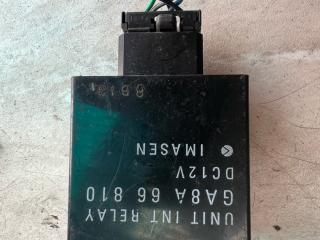 UNIT INT RELAY
GA8A 66 810
DC12V
IMASEN